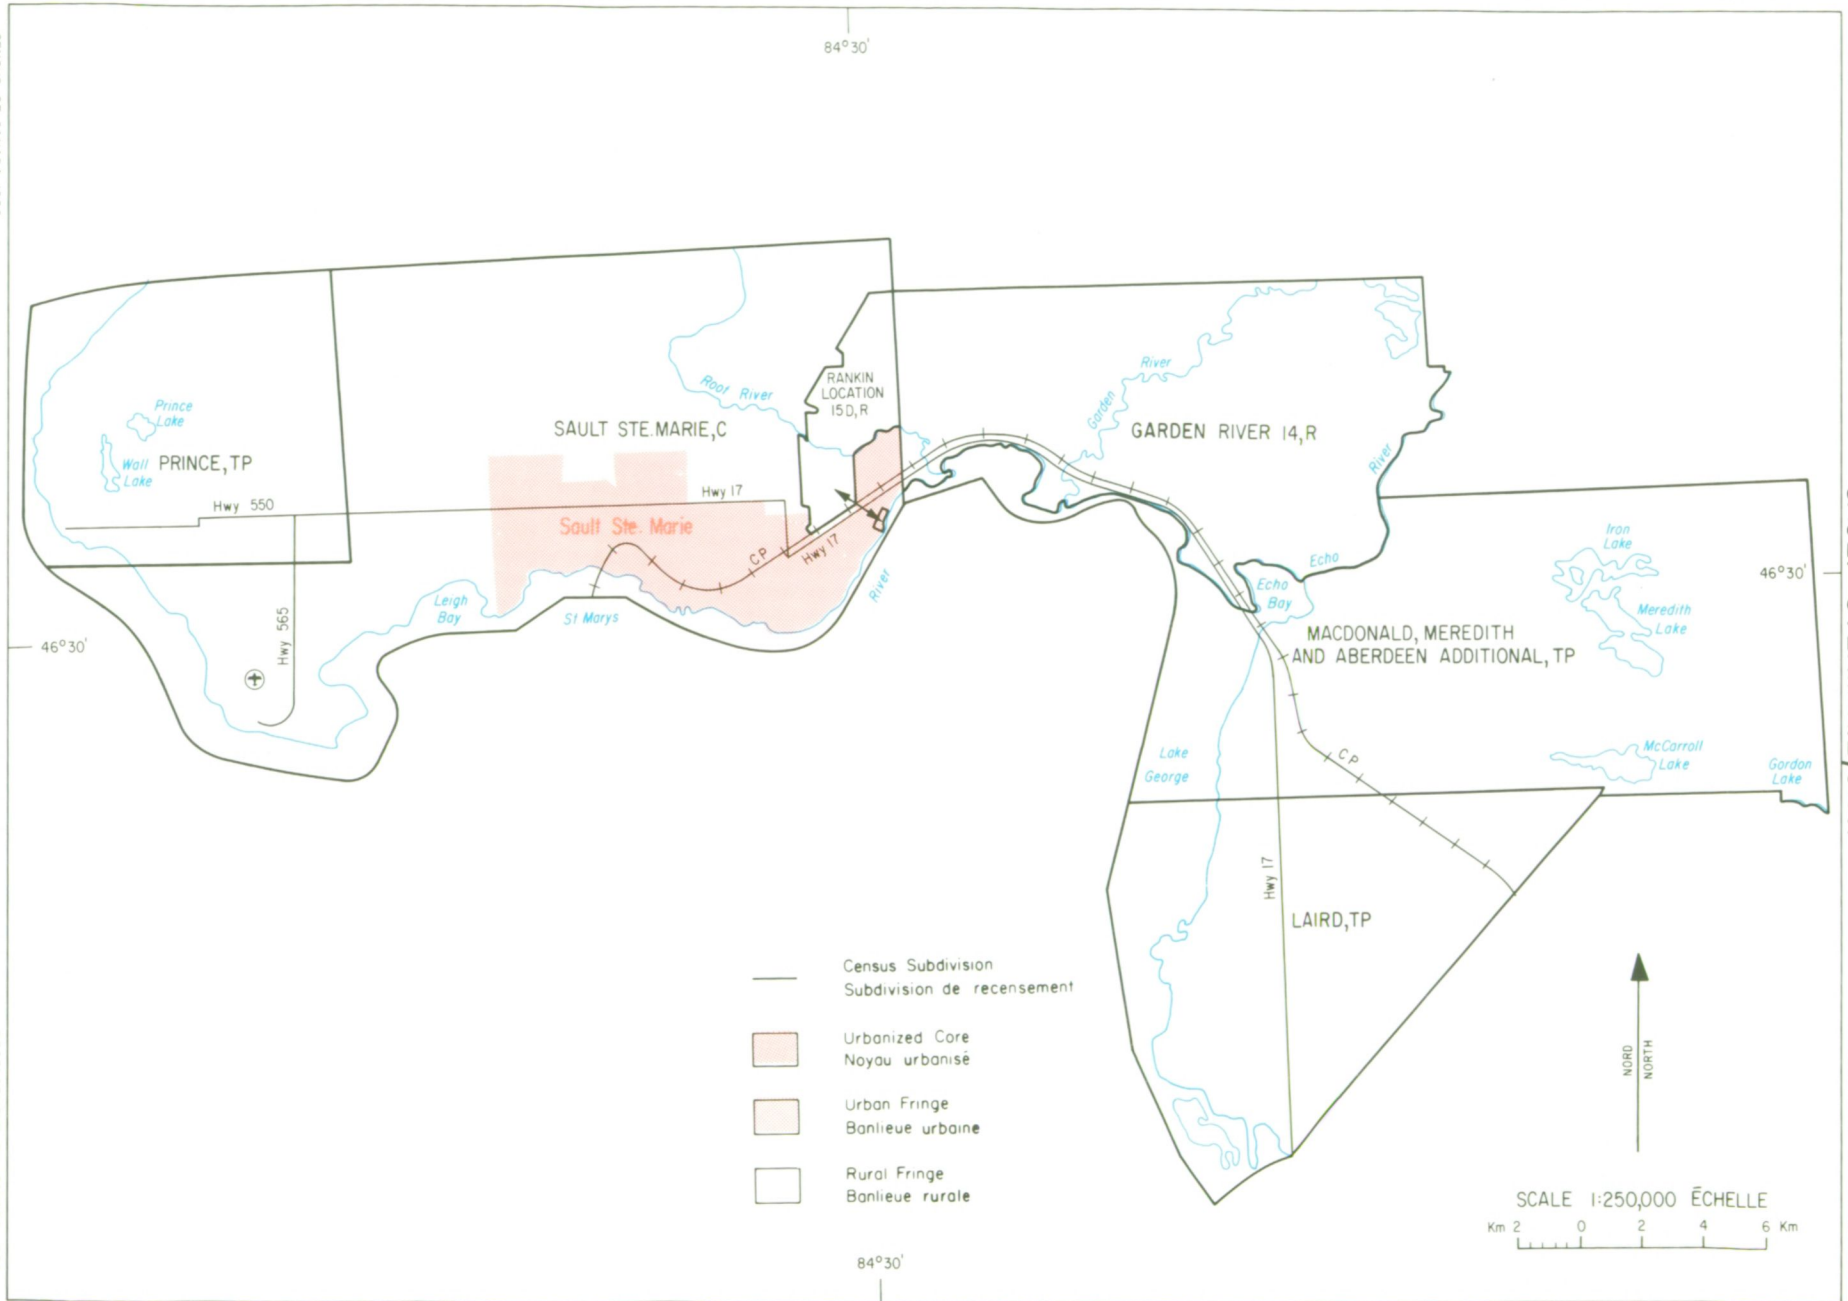 84°30'
Prince
Lake
Wall
Lake
PRINCE, TP
Hwy 550
Hwy 565
46°30'
SAULT STE. MARIE, C
Root River
RANKIN
LOCATION
15D, R
Hwy 17
Sault Ste. Marie
CP
Hwy 17
Leigh
Bay
St Marys
River
Garden
River
GARDEN RIVER 14, R
River
Echo
Echo
Bay
Iron
Lake
Meredith
Lake
46°30'
MACDONALD, MEREDITH
AND ABERDEEN ADDITIONAL, TP
Lake
George
CP
McCarroll
Lake
Gordon
Lake
Hwy 17
LAIRD, TP
Census Subdivision
Subdivision de recensement
Urbanized Core
Noyau urbanisé
Urban Fringe
Banlieue urbaine
Rural Fringe
Banlieue rurale
NORD
NORTH
SCALE 1:250,000 ÉCHELLE
Km 2 0 2 4 6 Km
84°30'